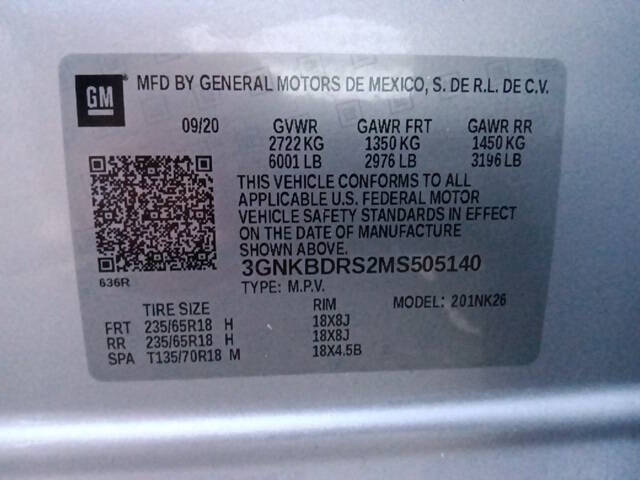 GM MFD BY GENERAL MOTORS DE MEXICO, S. DE R.L. DE C.V.
09/20 GVWR GAWR FRT GAWR RR
2722 KG 1350 KG 1450 KG
6001 LB 2976 LB 3196 LB
THIS VEHICLE CONFORMS TO ALL
APPLICABLE U.S. FEDERAL MOTOR
VEHICLE SAFETY STANDARDS IN EFFECT
ON THE DATE OF MANUFACTURE
SHOWN ABOVE.
3GNKBDRS2MS505140
636R TYPE: M.P.V. MODEL: 201NK26
TIRE SIZE RIM
FRT 235/65R18 H 18X8J
RR 235/65R18 H 18X8J
SPA T135/70R18 M 18X4.5B